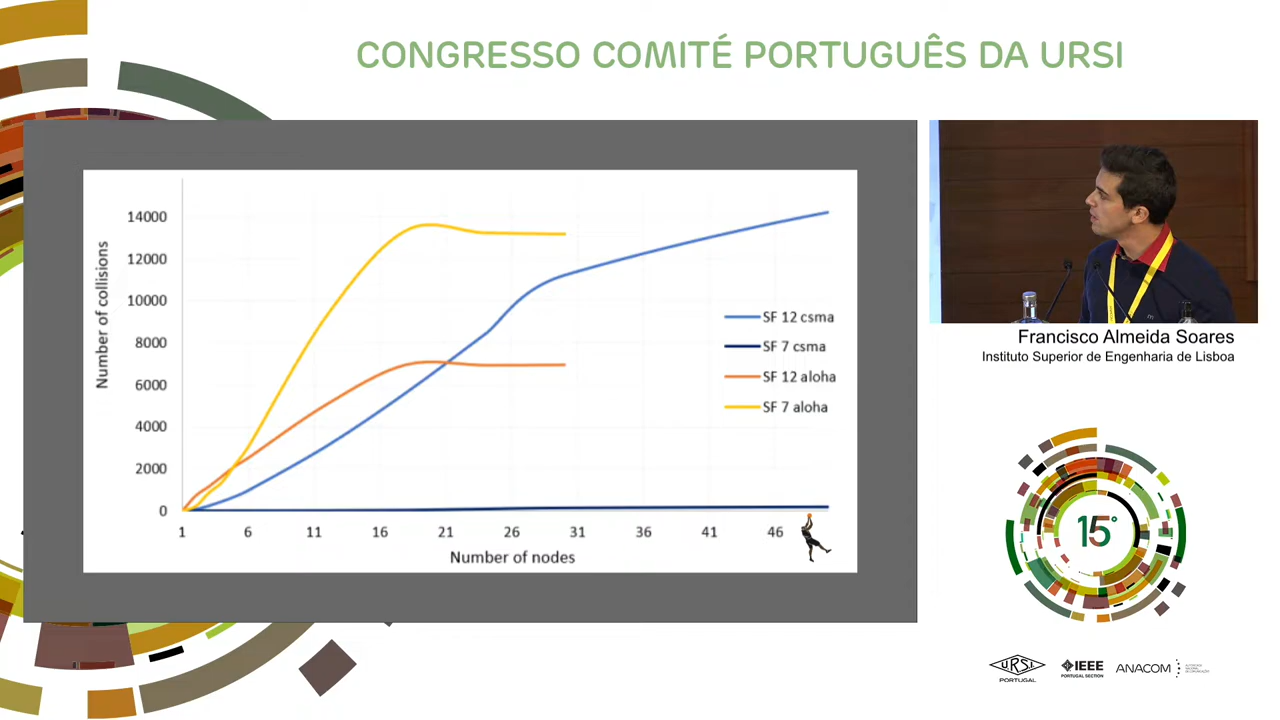 CONGRESSO COMITÉ PORTUGUÊS DA URSI
Number of collisions
14000
12000
10000
8000
6000
4000
2000
0
1 6 11 16 21 26 31 36 41 46
Number of nodes
SF 12 csma
SF 7 csma
SF 12 aloha
SF 7 aloha
Francisco Almeida Soares
Instituto Superior de Engenharia de Lisboa
15°
URSI
PORTUGAL
IEEE
PORTUGAL SECTION
ANACOM